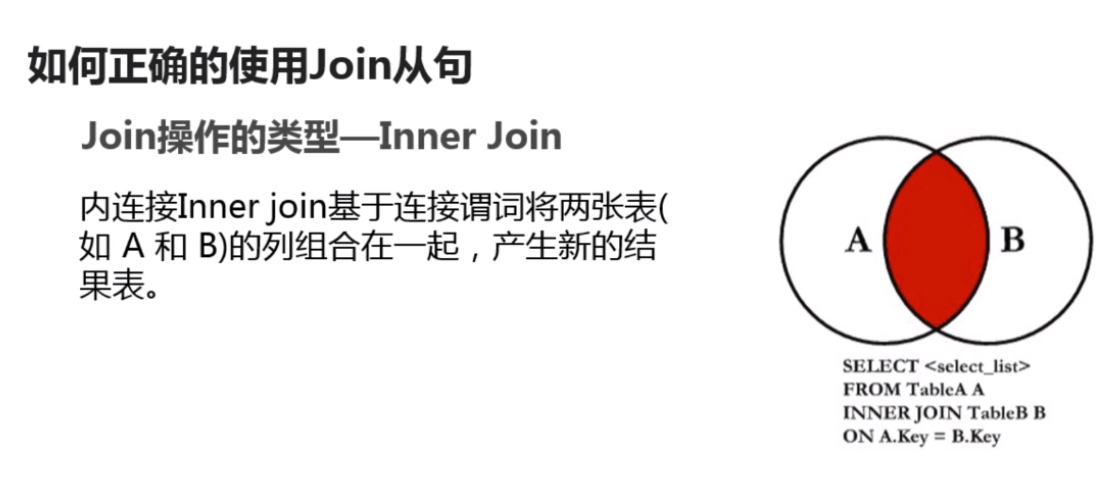 如何正确的使用Join从句
Join操作的类型—Inner Join
内连接Inner join基于连接谓词将两张表(
如 A 和 B)的列组合在一起，产生新的结
果表。
A
B
SELECT <select_list>
FROM TableA A
INNER JOIN TableB B
ON A.Key = B.Key